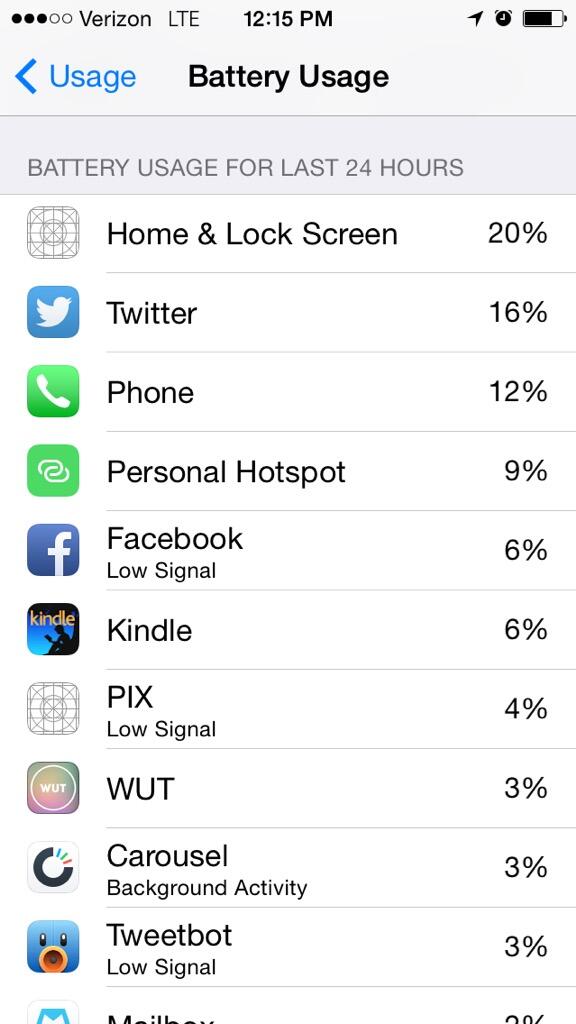 Verizon LTE 12:15 PM
Usage Battery Usage
BATTERY USAGE FOR LAST 24 HOURS
Home & Lock Screen 20%
Twitter 16%
Phone 12%
Personal Hotspot 9%
Facebook 6%
Low Signal
kindle
Kindle 6%
PIX 4%
Low Signal
WUT
WUT 3%
Carousel 3%
Background Activity
Tweetbot 3%
Low Signal
Mailbox